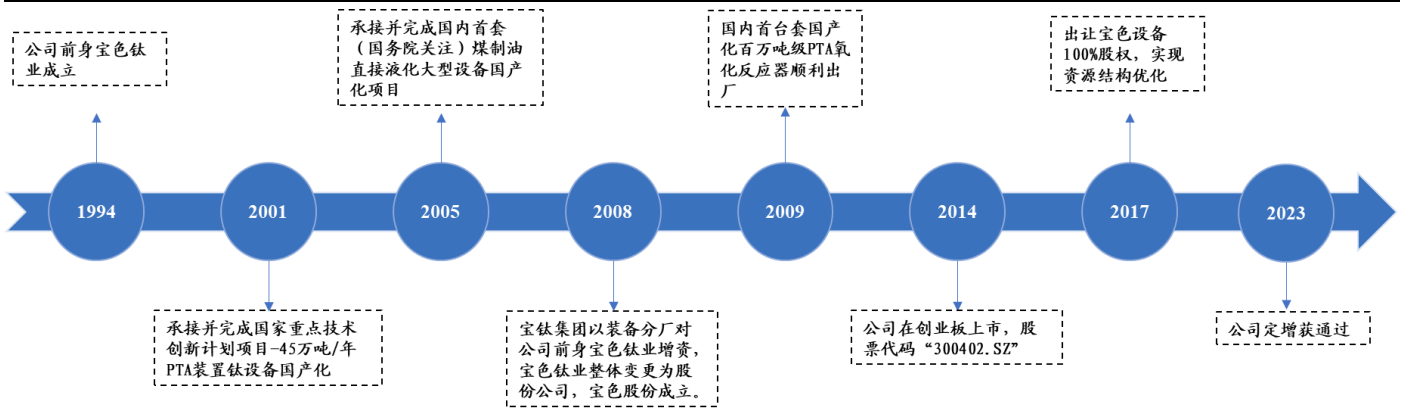 公司前身宝色钛
业成立
承接并完成国内首套
（国务院关注）煤制油
直接液化大型设备国产
化项目
国内首台套国产
化百万吨级PTA氧
化反应器顺利出
厂
出让宝色设备
100%股权，实现
资源结构优化
1994
2001
2005
2008
2009
2014
2017
2023
承接并完成国家重点技术
创新计划项目-45万吨/年
PTA装置钛设备国产化
宝钛集团以装备分厂对
公司前身宝色钛业增资，
宝色钛业整体变更为股
份公司，宝色股份成立。
公司在创业板上市，股
票代码“300402.SZ”
公司定增获通过